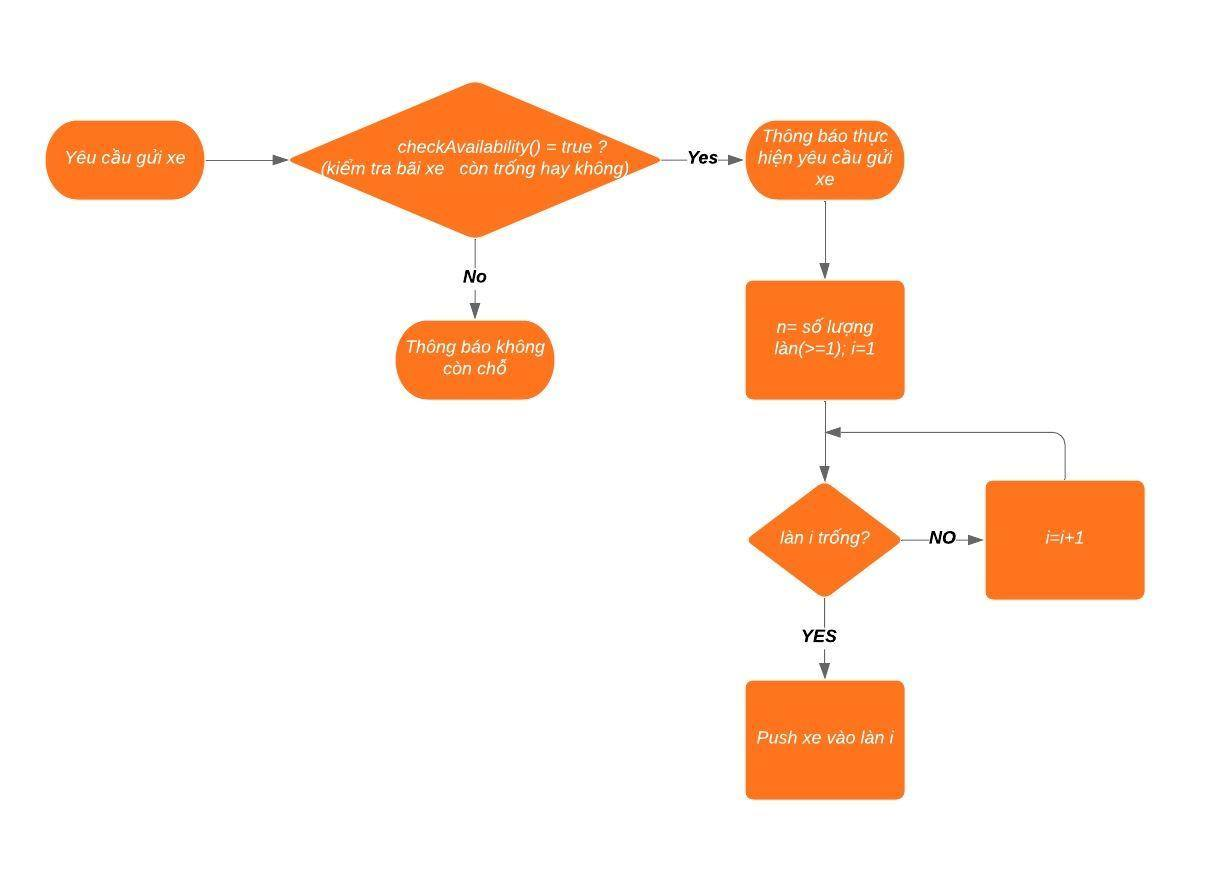 Yêu cầu gửi xe
checkAvailability() = true ?
(kiểm tra bãi xe còn trống hay không)
Yes
Thông báo thực
hiện yêu cầu gửi
xe
No
Thông báo không
còn chỗ
n= số lượng
làn(>=1); i=1
làn i trống?
NO
i=i+1
YES
Push xe vào làn i